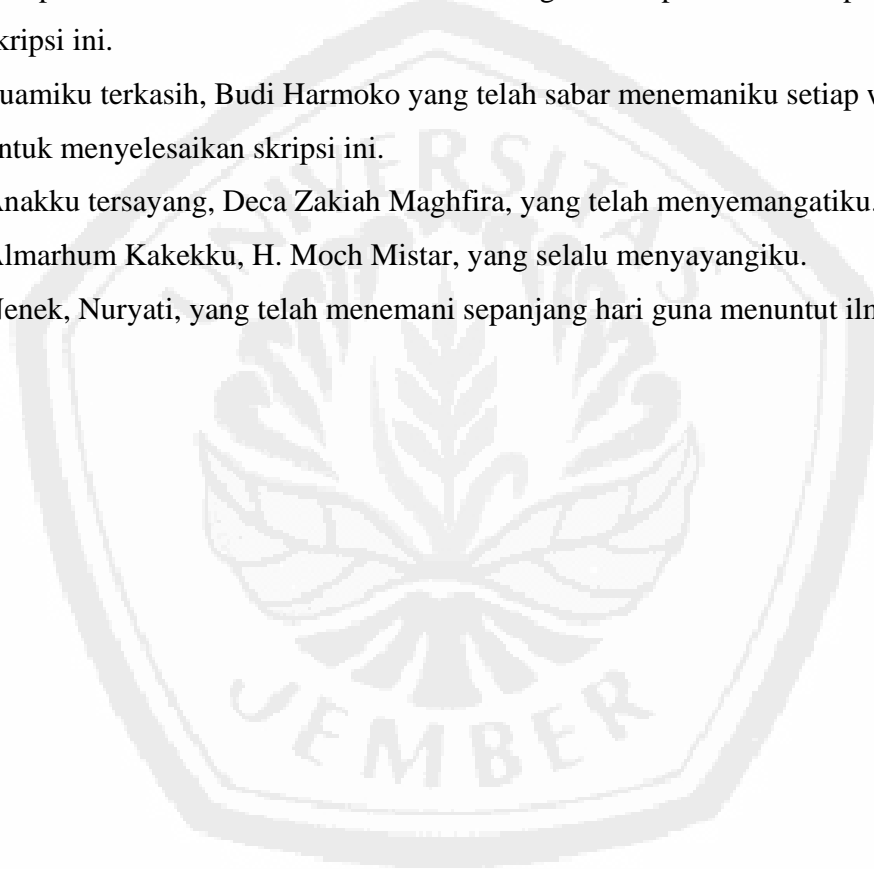 kripsi ini.
uamiku terkasih, Budi Harmoko yang telah sabar menemaniku setiap
ntuk menyelesaikan skripsi ini.
Anakku tersayang, Deca Zakiah Maghfira, yang telah menyemangatiku.
Almarhum Kakekku, H. Moch Mistar, yang selalu menyayangiku.
Nenek, Nuryati, yang telah menemani sepanjang hari guna menuntut
UNIVERSITAS
JEMBER